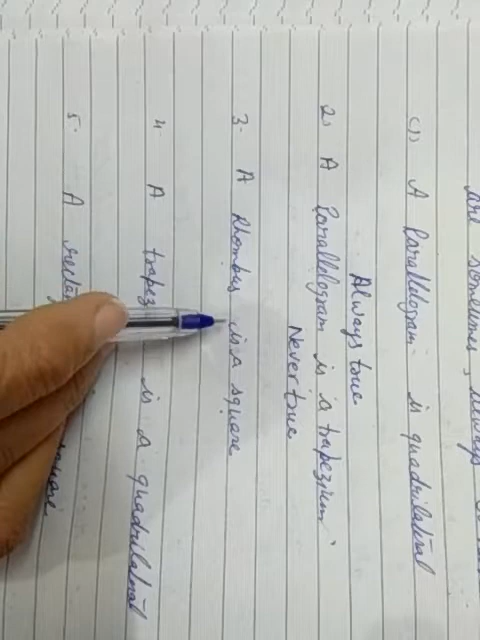 are sometimes, always
(1) A Parallelogram is quadrilateral
Always true
2) A Parallelogram is a trapezium.
Never true
3- A Rhombus is a square
4- A is a quadrilateral
5- A